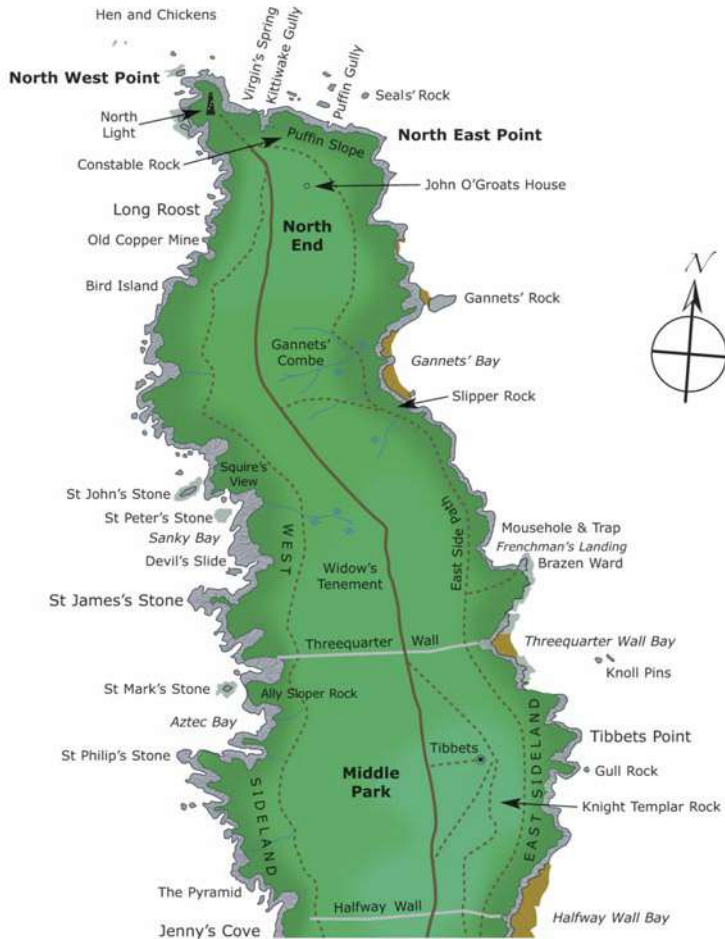 Hen and Chickens
Virgin's Spring
Kittiwake Gully
Puffin Gully
North West Point
Seals' Rock
North
Light
Puffin Slope
North East Point
Constable Rock
John O'Groats House
Long Roost
North
End
Old Copper Mine
Bird Island
N
Gannets' Rock
Gannets'
Combe
Gannets' Bay
Slipper Rock
Squire's
View
St John's Stone
St Peter's Stone
Sanky Bay
Devil's Slide
WEST
East Side Path
Mousehole & Trap
Frenchman's Landing
Brazen Ward
Widow's
Tenement
St James's Stone
Threequarter Wall
Threequarter Wall Bay
Knoll Pins
St Mark's Stone
Ally Sloper Rock
Aztec Bay
St Philip's Stone
Tibbets
Tibbets Point
Gull Rock
Middle
Park
SIDELAND
EAST SIDELAND
Knight Templar Rock
The Pyramid
Halfway Wall
Jenny's Cove
Halfway Wall Bay